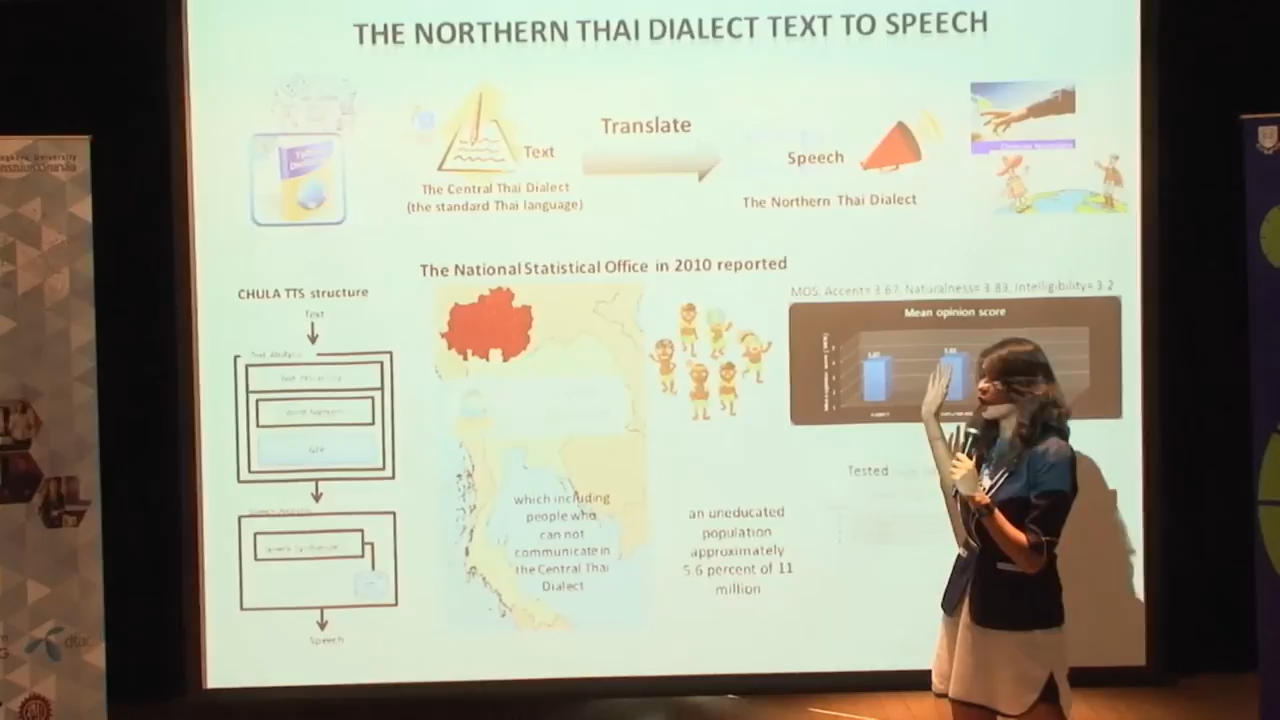 THE NORTHERN THAI DIALECT TEXT TO SPEECH
Translate
Text
Speech
The Central Thai Dialect
(the standard Thai language)
The Northern Thai Dialect
The National Statistical Office in 2010 reported
CHULA TTS structure
Text
Speech
MOS: Accent= 3.67, Naturalness= 3.83, Intelligibility= 3.2
Mean opinion score
Tested
which including
people who
can not
communicate in
the Central Thai
Dialect
an uneducated
population
approximately
5.6 percent of 11
million
University
dtac